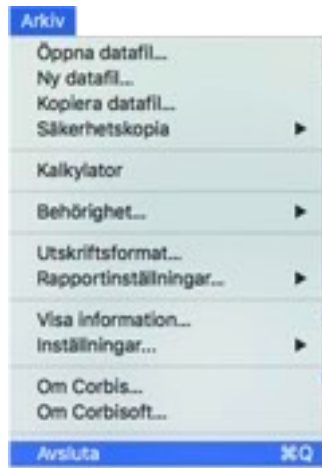 Arkiv
Öppna datafil...
Ny datafil...
Kopiera datafil...
Säkerhetskopia
Kalkylator
Behörighet...
Utskriftsformat...
Rapportinställningar...
Visa information...
Inställningar...
Om Corbis...
Om Corbisoft...
Avsluta ⌘Q